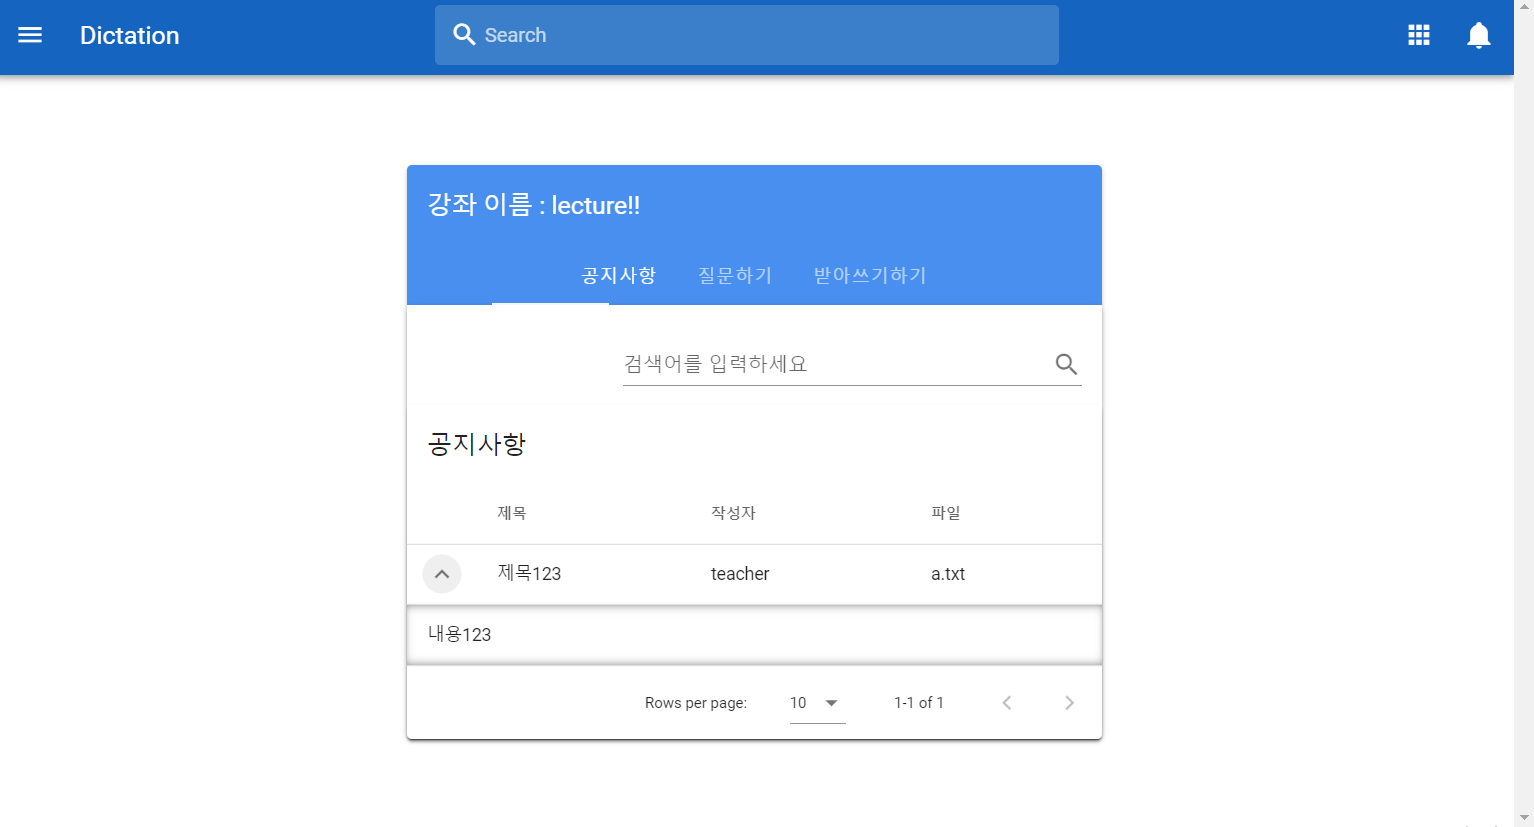 Dictation
Search
강좌 이름 : lecture!!
공지사항 질문하기 받아쓰기하기
검색어를 입력하세요
공지사항
제목 작성자 파일
제목123 teacher a.txt
내용123
Rows per page: 10 1-1 of 1